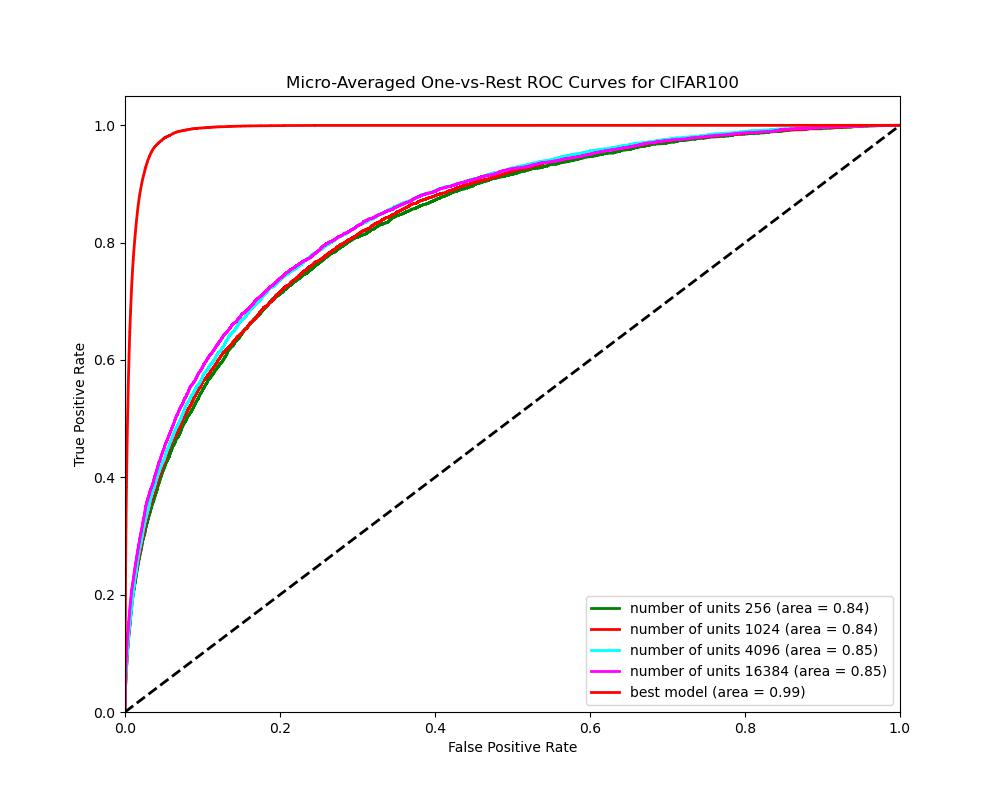 Micro-Averaged One-vs-Rest ROC Curves for CIFAR100
True Positive Rate
1.0
0.8
0.6
0.4
0.2
0.0
0.0 0.2 0.4 0.6 0.8 1.0
False Positive Rate
number of units 256 (area = 0.84)
number of units 1024 (area = 0.84)
number of units 4096 (area = 0.85)
number of units 16384 (area = 0.85)
best model (area = 0.99)